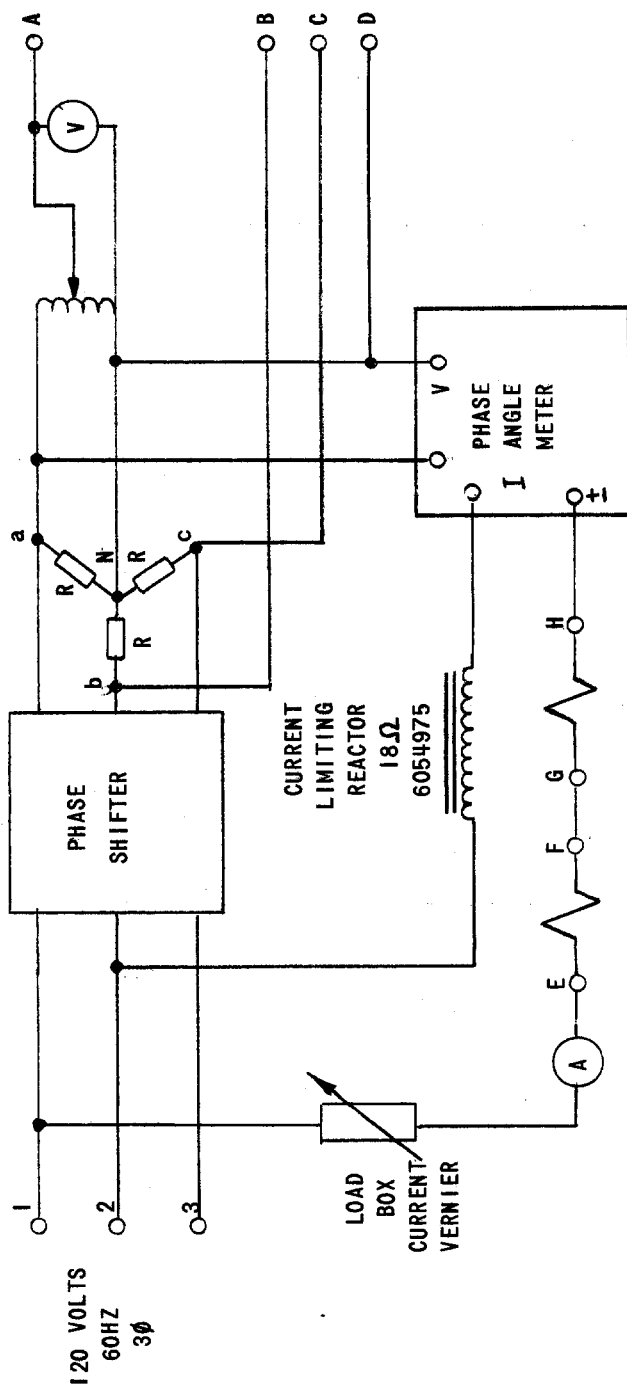 120 VOLTS
60HZ
3Ø
1
2
3
PHASE
SHIFTER
a
b
c
N
R
R
R
V
A
B
C
D
CURRENT
LIMITING
REACTOR
18Ω
6054975
PHASE
ANGLE
METER
V
I
±
LOAD
BOX
CURRENT
VERNIER
A
E
F
G
H